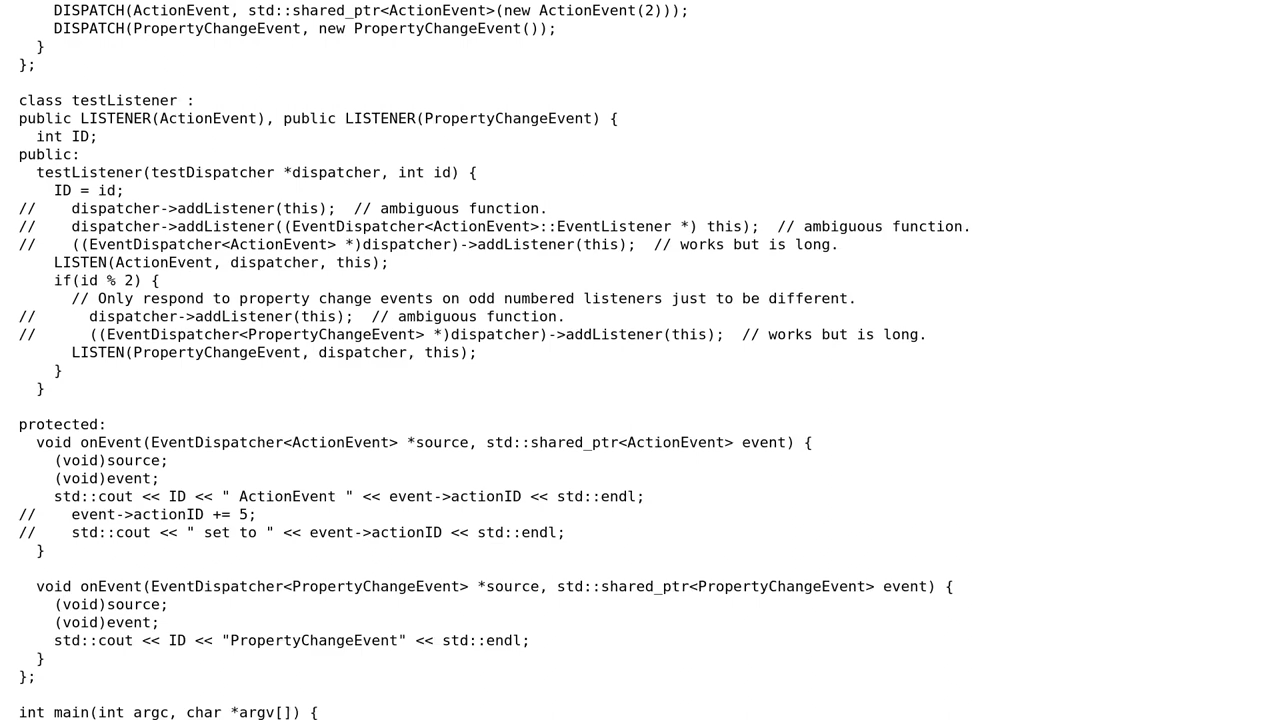 DISPATCH(ActionEvent, std::shared_ptr<ActionEvent>(new ActionEvent(2)));
    DISPATCH(PropertyChangeEvent, new PropertyChangeEvent());
  }
};

class testListener :
public LISTENER(ActionEvent), public LISTENER(PropertyChangeEvent) {
  int ID;
public:
  testListener(testDispatcher *dispatcher, int id) {
    ID = id;
//    dispatcher->addListener(this);  // ambiguous function.
//    dispatcher->addListener((EventDispatcher<ActionEvent>::EventListener *) this);  // ambiguous function.
//    ((EventDispatcher<ActionEvent> *)dispatcher)->addListener(this);  // works but is long.
    LISTEN(ActionEvent, dispatcher, this);
    if(id % 2) {
      // Only respond to property change events on odd numbered listeners just to be different.
//      dispatcher->addListener(this);  // ambiguous function.
//      ((EventDispatcher<PropertyChangeEvent> *)dispatcher)->addListener(this);  // works but is long.
      LISTEN(PropertyChangeEvent, dispatcher, this);
    }
  }

protected:
  void onEvent(EventDispatcher<ActionEvent> *source, std::shared_ptr<ActionEvent> event) {
    (void)source;
    (void)event;
    std::cout << ID << " ActionEvent " << event->actionID << std::endl;
//    event->actionID += 5;
//    std::cout << " set to " << event->actionID << std::endl;
  }

  void onEvent(EventDispatcher<PropertyChangeEvent> *source, std::shared_ptr<PropertyChangeEvent> event) {
    (void)source;
    (void)event;
    std::cout << ID << "PropertyChangeEvent" << std::endl;
  }
};

int main(int argc, char *argv[]) {